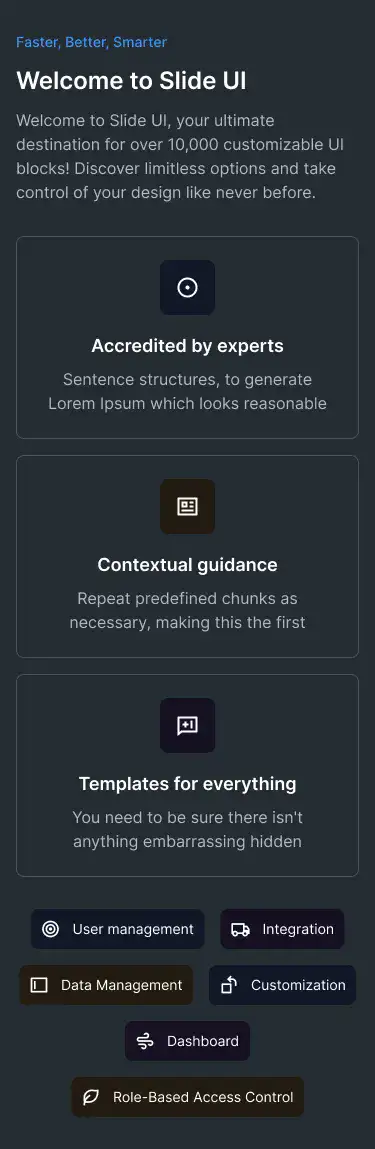 Faster, Better, Smarter
Welcome to Slide UI
Welcome to Slide UI, your ultimate
destination for over 10,000 customizable UI
blocks! Discover limitless options and take
control of your design like never before.
Accredited by experts
Sentence structures, to generate
Lorem Ipsum which looks reasonable
Contextual guidance
Repeat predefined chunks as
necessary, making this the first
Templates for everything
You need to be sure there isn't
anything embarrassing hidden
User management
Integration
Data Management
Customization
Dashboard
Role-Based Access Control